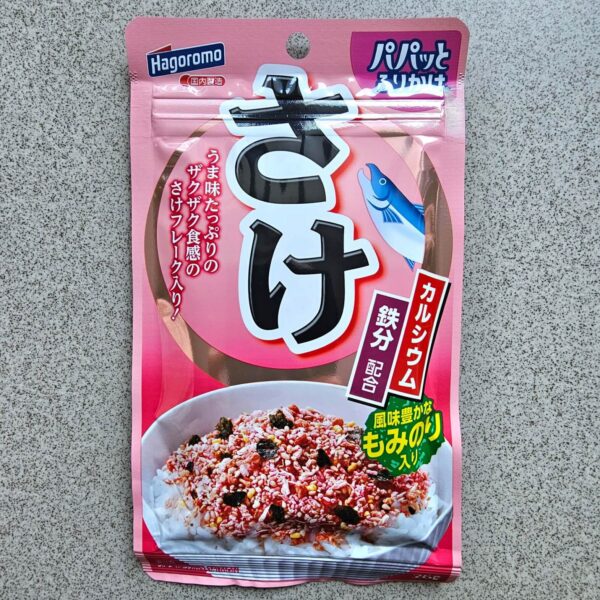 Hagoromo
国内製造
パパッと
ふりかけ
さけ
うま味たっぷりの
ザクザク食感の
さけフレーク入り!
カルシウム
鉄分
配合
風味豊かな
もみのり
入り